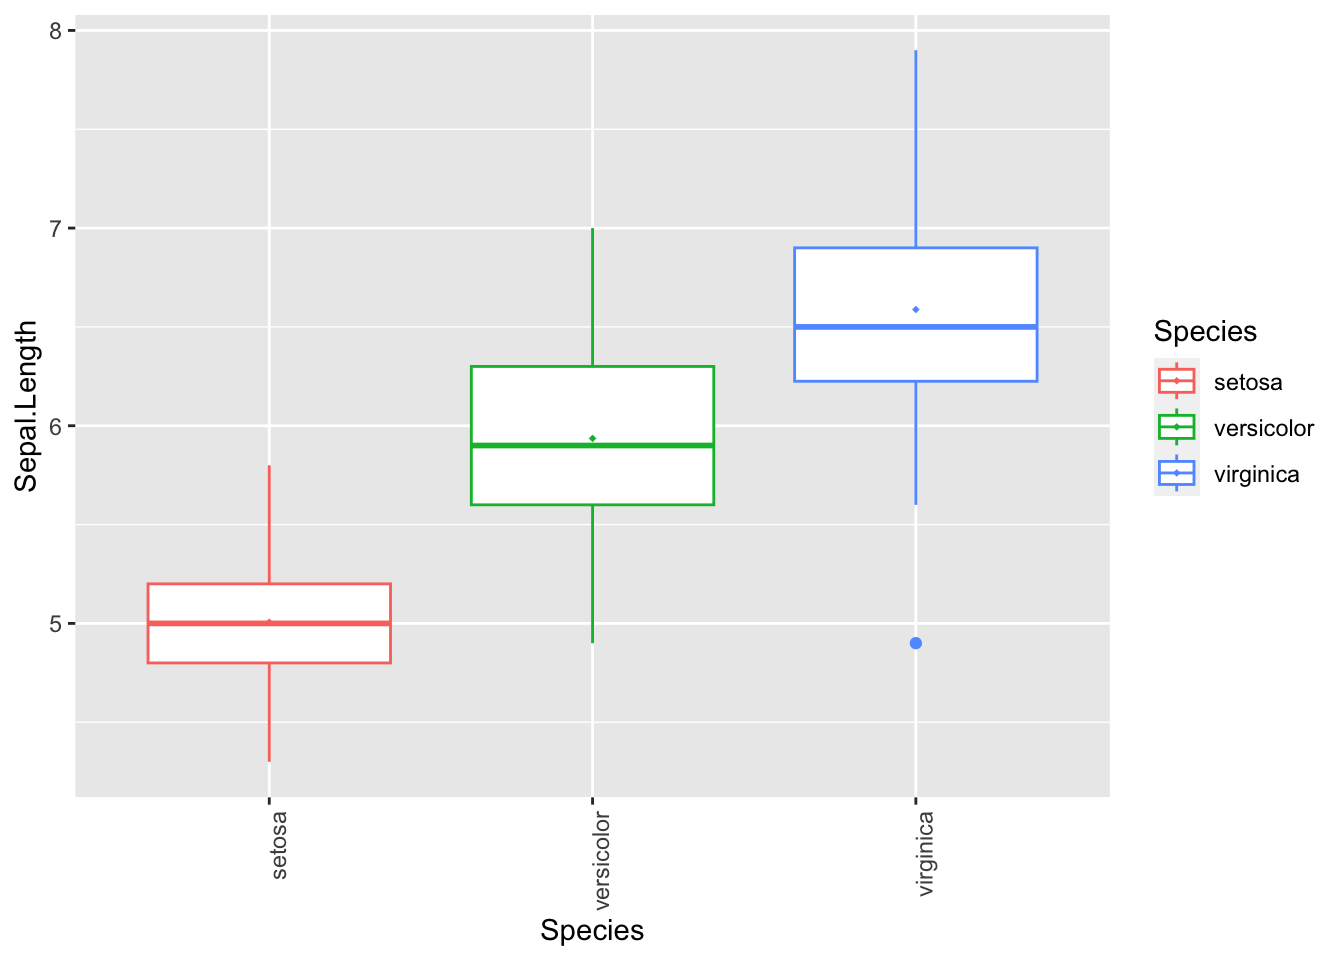 8
7
6
5
Sepal.Length
setosa
versicolor
virginica
Species
Species
setosa
versicolor
virginica